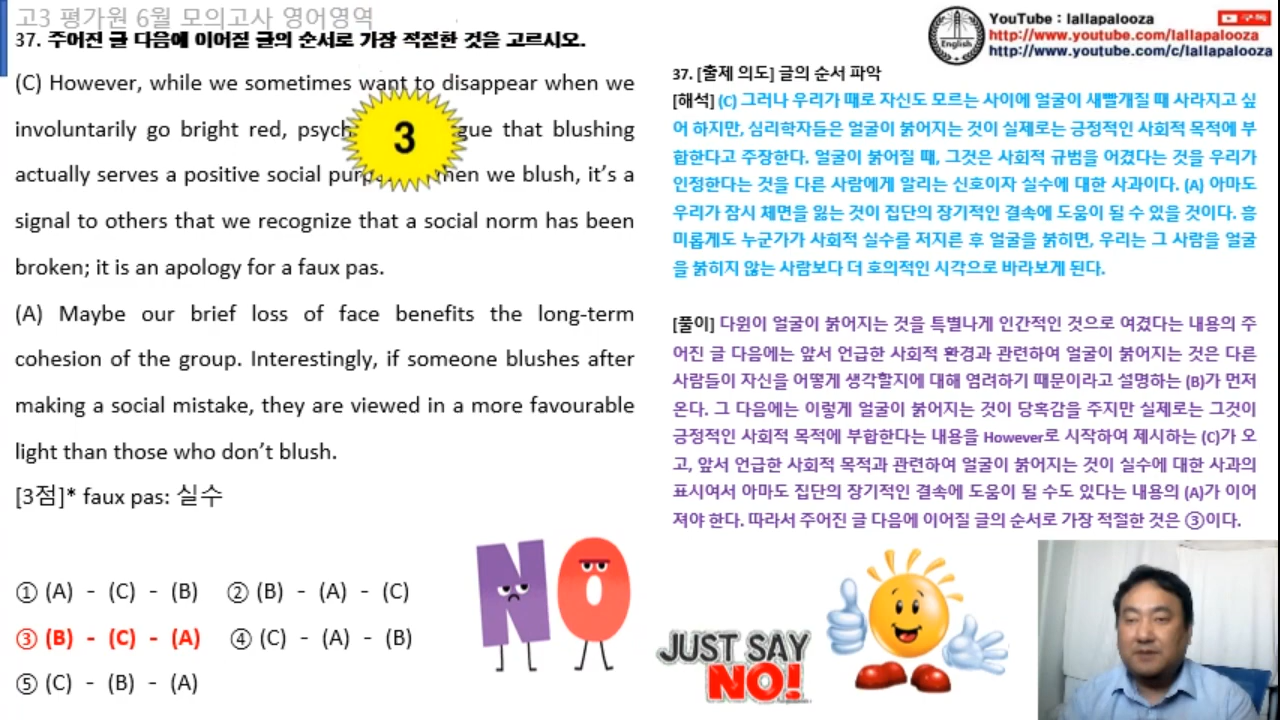 고3 평가원 6월 모의고사 영어영역
37. 주어진 글 다음에 이어질 글의 순서로 가장 적절한 것을 고르시오.
(C) However, while we sometimes want to disappear when we
involuntarily go bright red, gue that blushing
actually serves a positive social hen we blush, it's a
signal to others that we recognize that a social norm has been
broken; it is an apology for a faux pas.
(A) Maybe our brief loss of face benefits the long-term
cohesion of the group. Interestingly, if someone blushes after
making a social mistake, they are viewed in a more favourable
light than those who don't blush.
[3점]* faux pas: 실수
3
① (A) - (C) - (B) ② (B) - (A) - (C)
③ (B) - (C) - (A) ④ (C) - (A) - (B)
⑤ (C) - (B) - (A)
NO
English
YouTube : lallapalooza
구독
http://www.youtube.com/lallapalooza
http://www.youtube.com/c/lallapalooza
37. [출제 의도] 글의 순서 파악
[해석] (C) 그러나 우리가 때로 자신도 모르는 사이에 얼굴이 새빨개질 때 사라지고 싶
어 하지만, 심리학자들은 얼굴이 붉어지는 것이 실제로는 긍정적인 사회적 목적에 부
합한다고 주장한다. 얼굴이 붉어질 때, 그것은 사회적 규범을 어겼다는 것을 우리가
인정한다는 것을 다른 사람에게 알리는 신호이자 실수에 대한 사과이다. (A) 아마도
우리가 잠시 체면을 잃는 것이 집단의 장기적인 결속에 도움이 될 수 있을 것이다. 흥
미롭게도 누군가가 사회적 실수를 저지른 후 얼굴을 붉히면, 우리는 그 사람을 얼굴
을 붉히지 않는 사람보다 더 호의적인 시각으로 바라보게 된다.
[풀이] 다윈이 얼굴이 붉어지는 것을 특별나게 인간적인 것으로 여겼다는 내용의 주
어진 글 다음에는 앞서 언급한 사회적 환경과 관련하여 얼굴이 붉어지는 것은 다른
사람들이 자신을 어떻게 생각할지에 대해 염려하기 때문이라고 설명하는 (B)가 먼저
온다. 그 다음에는 이렇게 얼굴이 붉어지는 것이 당혹감을 주지만 실제로는 그것이
긍정적인 사회적 목적에 부합한다는 내용을 However로 시작하여 제시하는 (C)가 오
고, 앞서 언급한 사회적 목적과 관련하여 얼굴이 붉어지는 것이 실수에 대한 사과의
표시여서 아마도 집단의 장기적인 결속에 도움이 될 수도 있다는 내용의 (A)가 이어
져야 한다. 따라서 주어진 글 다음에 이어질 글의 순서로 가장 적절한 것은 ③이다.
JUST SAY
NO!